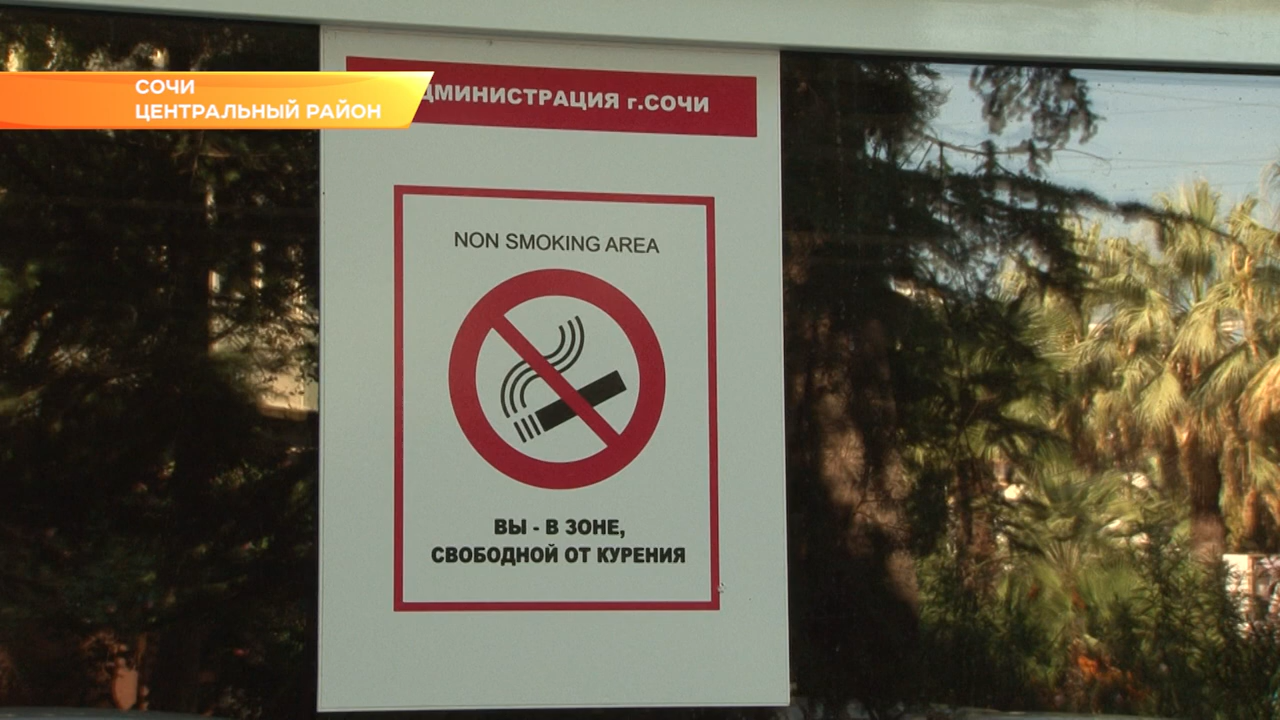 СОЧИ
ЦЕНТРАЛЬНЫЙ РАЙОН
ДМИНИСТРАЦИЯ г.СОЧИ
NON SMOKING AREA
ВЫ - В ЗОНЕ,
СВОБОДНОЙ ОТ КУРЕНИЯ